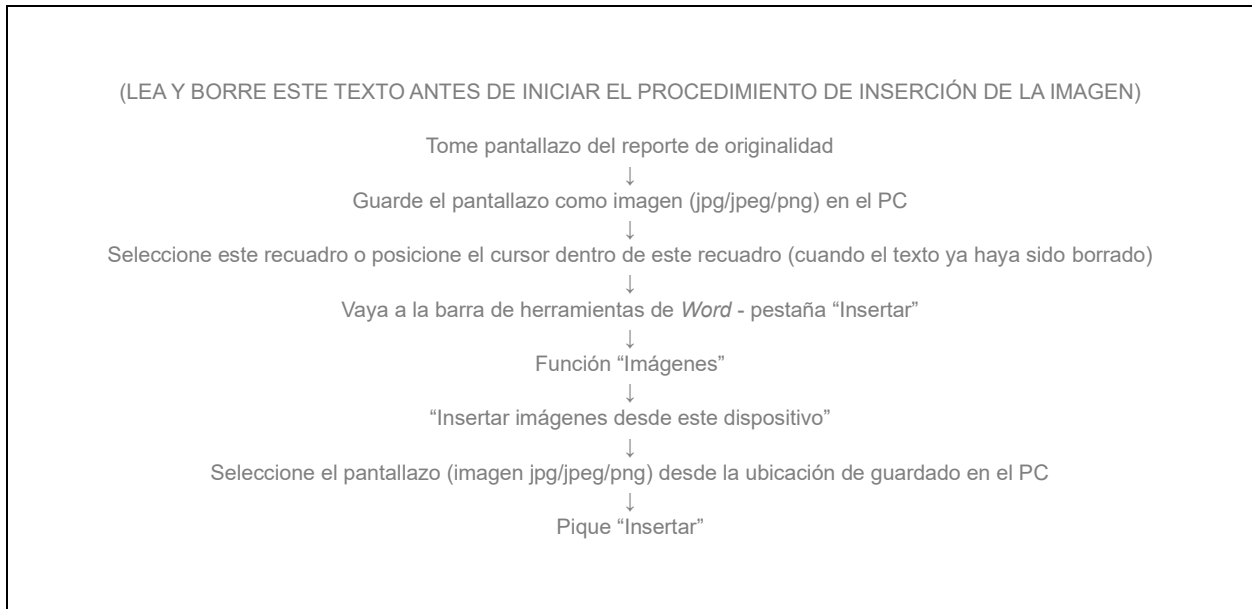 (LEA Y BORRE ESTE TEXTO ANTES DE INICIAR EL PROCEDIMIENTO DE INSERCIÓN DE LA IMAGEN)
Tome pantallazo del reporte de originalidad
↓
Guarde el pantallazo como imagen (jpg/jpeg/png) en el PC
↓
Seleccione este recuadro o posicione el cursor dentro de este recuadro (cuando el texto ya haya sido borrado)
↓
Vaya a la barra de herramientas de Word - pestaña “Insertar”
↓
Función “Imágenes”
↓
“Insertar imágenes desde este dispositivo”
↓
Seleccione el pantallazo (imagen jpg/jpeg/png) desde la ubicación de guardado en el PC
↓
Pique “Insertar”